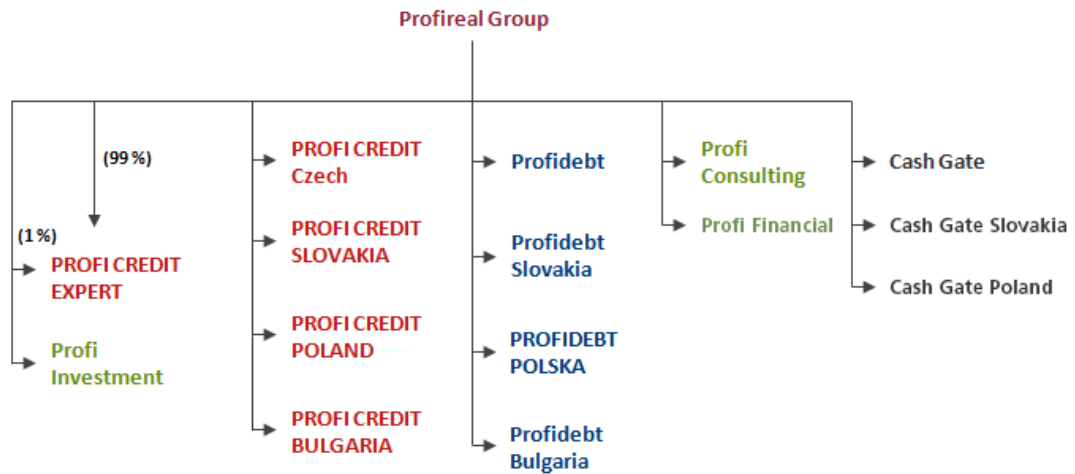 Profireal Group
(99%)
(1%)
PROFI CREDIT
EXPERT
Profi
Investment
PROFI CREDIT
Czech
PROFI CREDIT
SLOVAKIA
PROFI CREDIT
POLAND
PROFI CREDIT
BULGARIA
Profidebt
Profidebt
Slovakia
PROFIDEBT
POLSKA
Profidebt
Bulgaria
Profi
Consulting
Profi Financial
Cash Gate
Cash Gate Slovakia
Cash Gate Poland